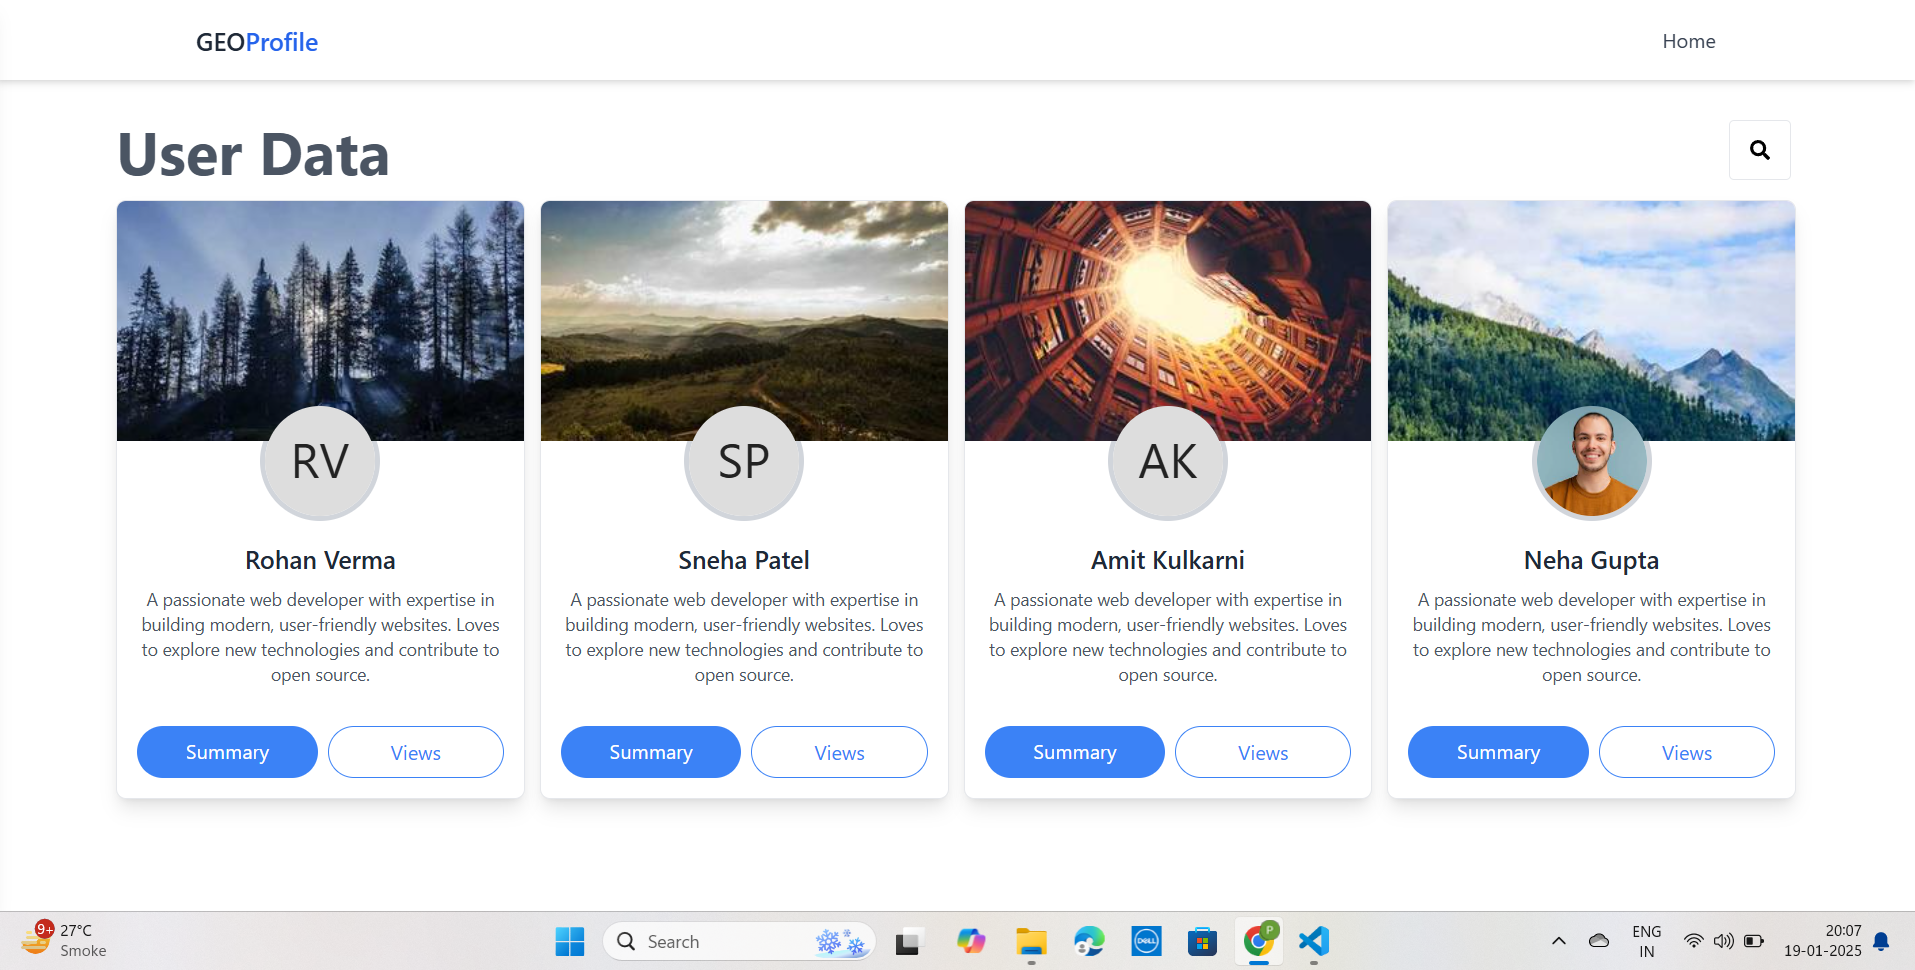 GEOProfile
Home
User Data
RV
Rohan Verma
A passionate web developer with expertise in
building modern, user-friendly websites. Loves
to explore new technologies and contribute to
open source.
Summary
Views
SP
Sneha Patel
A passionate web developer with expertise in
building modern, user-friendly websites. Loves
to explore new technologies and contribute to
open source.
Summary
Views
AK
Amit Kulkarni
A passionate web developer with expertise in
building modern, user-friendly websites. Loves
to explore new technologies and contribute to
open source.
Summary
Views
Neha Gupta
A passionate web developer with expertise in
building modern, user-friendly websites. Loves
to explore new technologies and contribute to
open source.
Summary
Views
9+
27°C
Smoke
Search
DELL
P
ENG
IN
20:07
19-01-2025